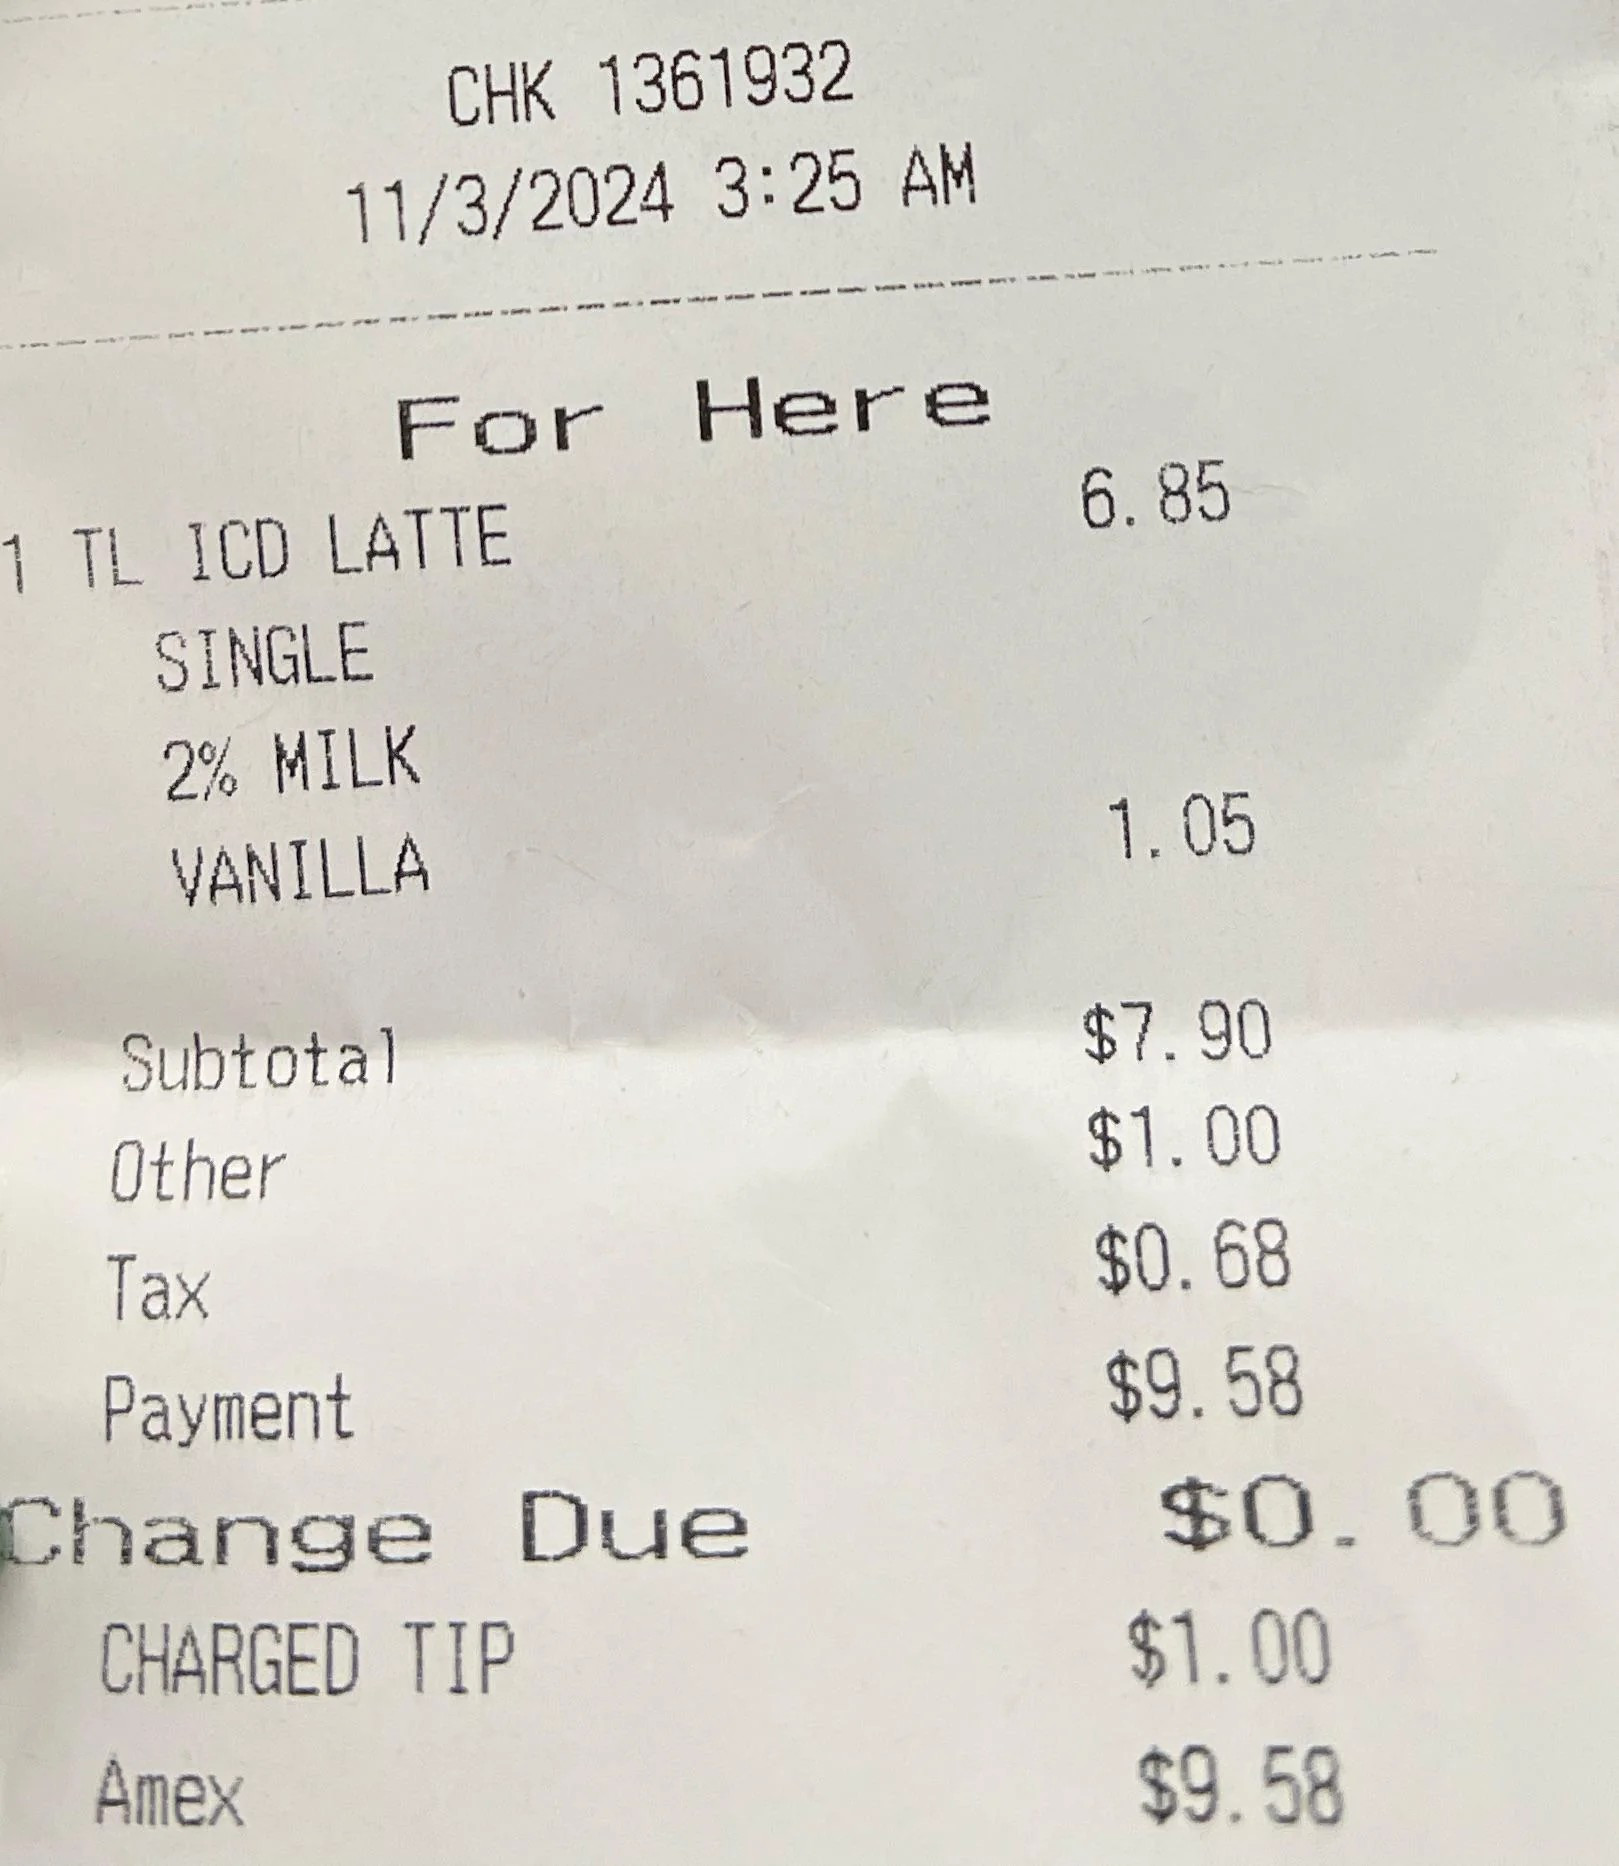 CHK 1361932
11/3/2024 3:25 AM
For Here
1 TL ICD LATTE 6.85
SINGLE
2% MILK
VANILLA 1.05
Subtotal $7.90
Other $1.00
Tax $0.68
Payment $9.58
Change Due $0.00
CHARGED TIP $1.00
Amex $9.58